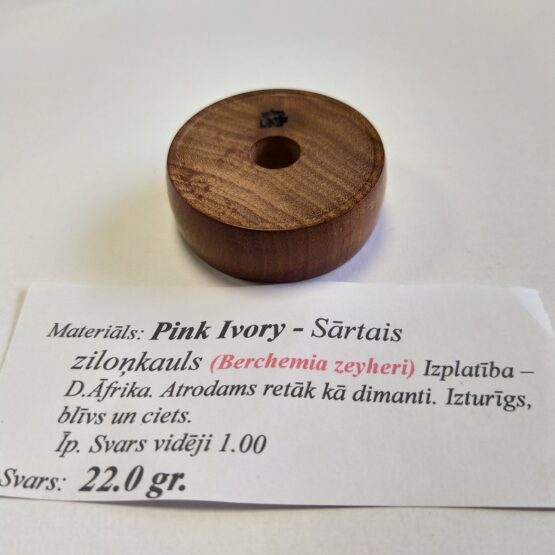 Materiāls: Pink Ivory - Sārtais
ziloņkauls (Berchemia zeyheri) Izplatība –
D.Āfrika. Atrodams retāk kā dimanti. Izturīgs,
blīvs un ciets.
Īp. Svars vidēji 1.00
Svars: 22.0 gr.